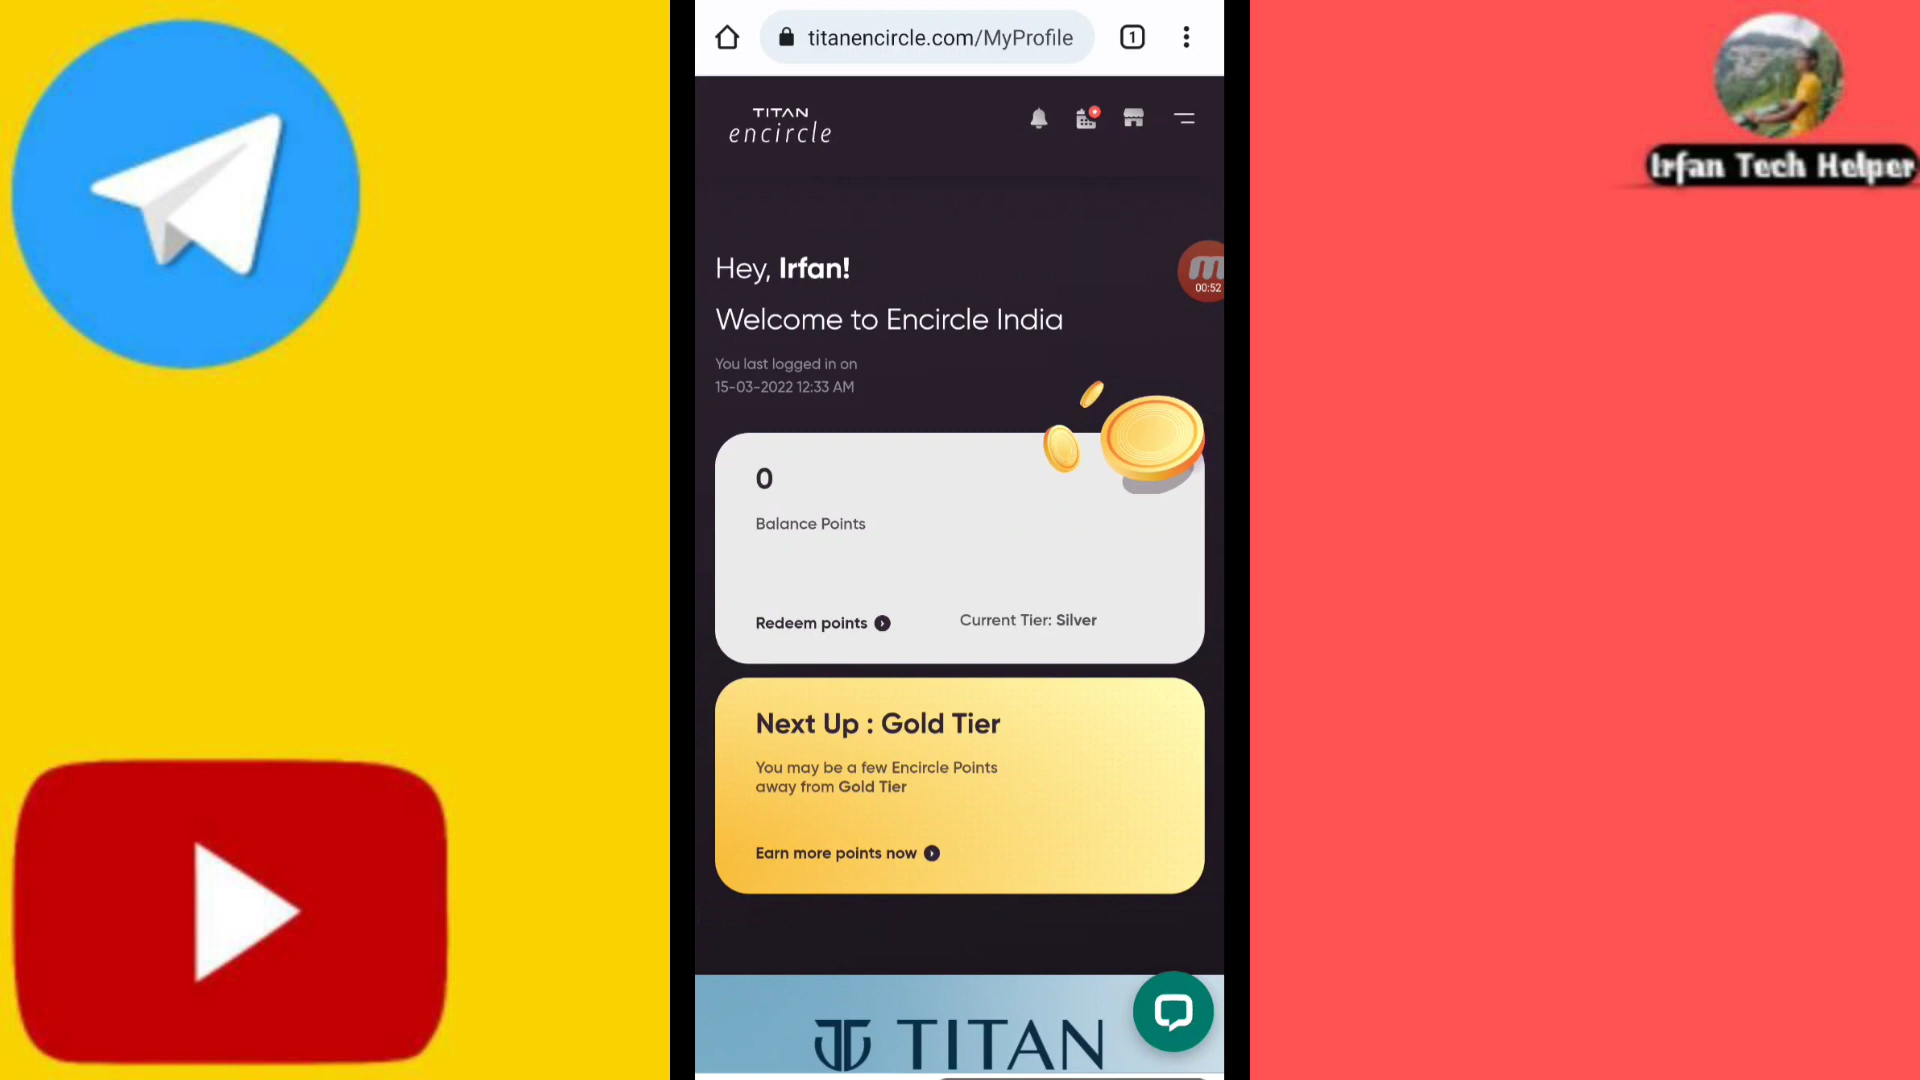 titanencircle.com/MyProfile
1
TITAN
encircle
Irfan Tech Helper
Hey, Irfan!
m
00:52
Welcome to Encircle India
You last logged in on
15-03-2022 12:33 AM
0
Balance Points
Redeem points
Current Tier: Silver
Next Up : Gold Tier
You may be a few Encircle Points
away from Gold Tier
Earn more points now
TITAN